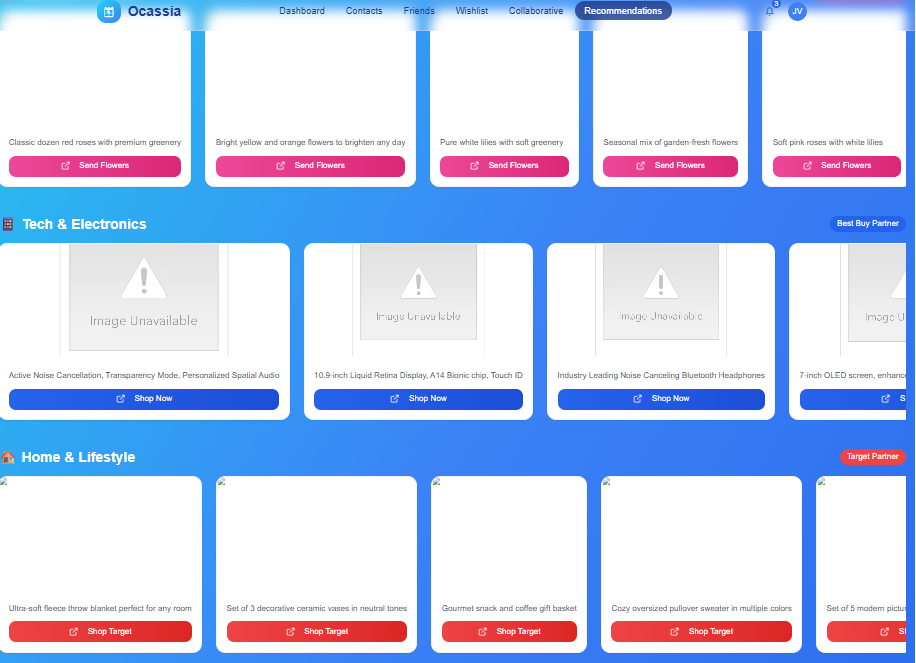 Ocassia
Dashboard Contacts Friends Wishlist Collaborative Recommendations 3 JV
Classic dozen red roses with premium greenery
Bright yellow and orange flowers to brighten any day
Pure white lilies with soft greenery
Seasonal mix of garden-fresh flowers
Soft pink roses with white lilies
Send Flowers
Send Flowers
Send Flowers
Send Flowers
Send Flowers
Tech & Electronics
Best Buy Partner
Image Unavailable
Image Unavailable
Image Unavailable
Image U
Active Noise Cancellation, Transparency Mode, Personalized Spatial Audio
10.9-inch Liquid Retina Display, A14 Bionic chip, Touch ID
Industry Leading Noise Canceling Bluetooth Headphones
7-inch OLED screen, enhanc
Shop Now
Shop Now
Shop Now
S
Home & Lifestyle
Target Partner
Ultra-soft fleece throw blanket perfect for any room
Set of 3 decorative ceramic vases in neutral tones
Gourmet snack and coffee gift basket
Cozy oversized pullover sweater in multiple colors
Set of 5 modern pictu
Shop Target
Shop Target
Shop Target
Shop Target
S